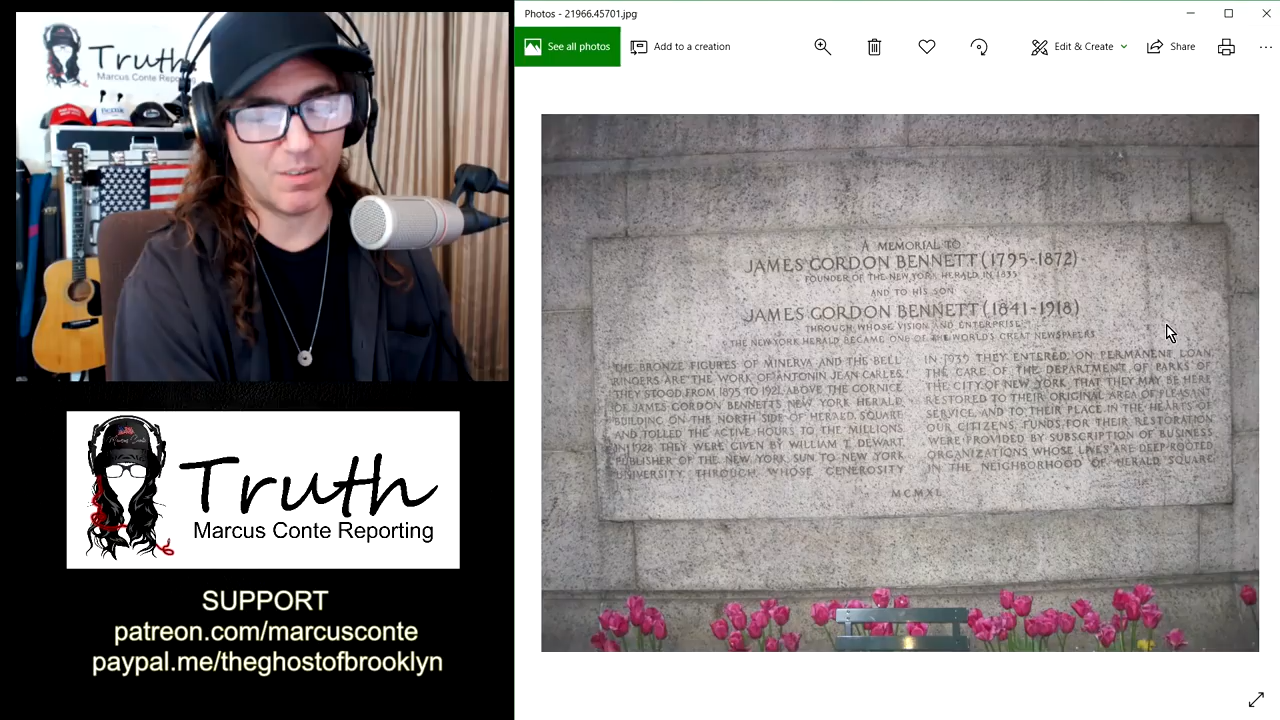 Truth
Marcus Conte Reporting
Photos - 21966.45701.jpg
See all photos
Add to a creation
Edit & Create
Share
A MEMORIAL TO
JAMES GORDON BENNETT (1795-1872)
FOUNDER OF THE NEW YORK HERALD IN 1835
AND TO HIS SON
JAMES GORDON BENNETT (1841-1918)
THROUGH WHOSE VISION AND ENTERPRISE
THE NEW YORK HERALD BECAME ONE OF THE WORLD'S GREAT NEWSPAPERS
THE BRONZE FIGURES OF MINERVA AND THE BELL
RINGERS ARE THE WORK OF ANTONIN JEAN CARLES.
THEY STOOD FROM 1895 TO 1921, ABOVE THE CORNICE
OF JAMES GORDON BENNETT'S NEW YORK HERALD
BUILDING ON THE NORTH SIDE OF HERALD SQUARE
AND TOLLED THE ACTIVE HOURS TO THE MILLIONS.
IN 1928 THEY WERE GIVEN BY WILLIAM T. DEWART,
PUBLISHER OF THE NEW YORK SUN TO NEW YORK
UNIVERSITY THROUGH WHOSE GENEROSITY
IN 1939 THEY ENTERED, ON PERMANENT LOAN,
THE CARE OF THE DEPARTMENT OF PARKS OF
THE CITY OF NEW YORK, THAT THEY MAY BE HERE
RESTORED TO THEIR ORIGINAL AREA OF PLEASANT
SERVICE, AND TO THEIR PLACE IN THE HEARTS OF
OUR CITIZENS. FUNDS FOR THEIR RESTORATION
WERE PROVIDED BY SUBSCRIPTION OF BUSINESS
ORGANIZATIONS WHOSE LIVES ARE DEEP ROOTED
IN THE NEIGHBORHOOD OF HERALD SQUARE
MCMXL
Truth
Marcus Conte Reporting
SUPPORT
patreon.com/marcusconte
paypal.me/theghostofbrooklyn